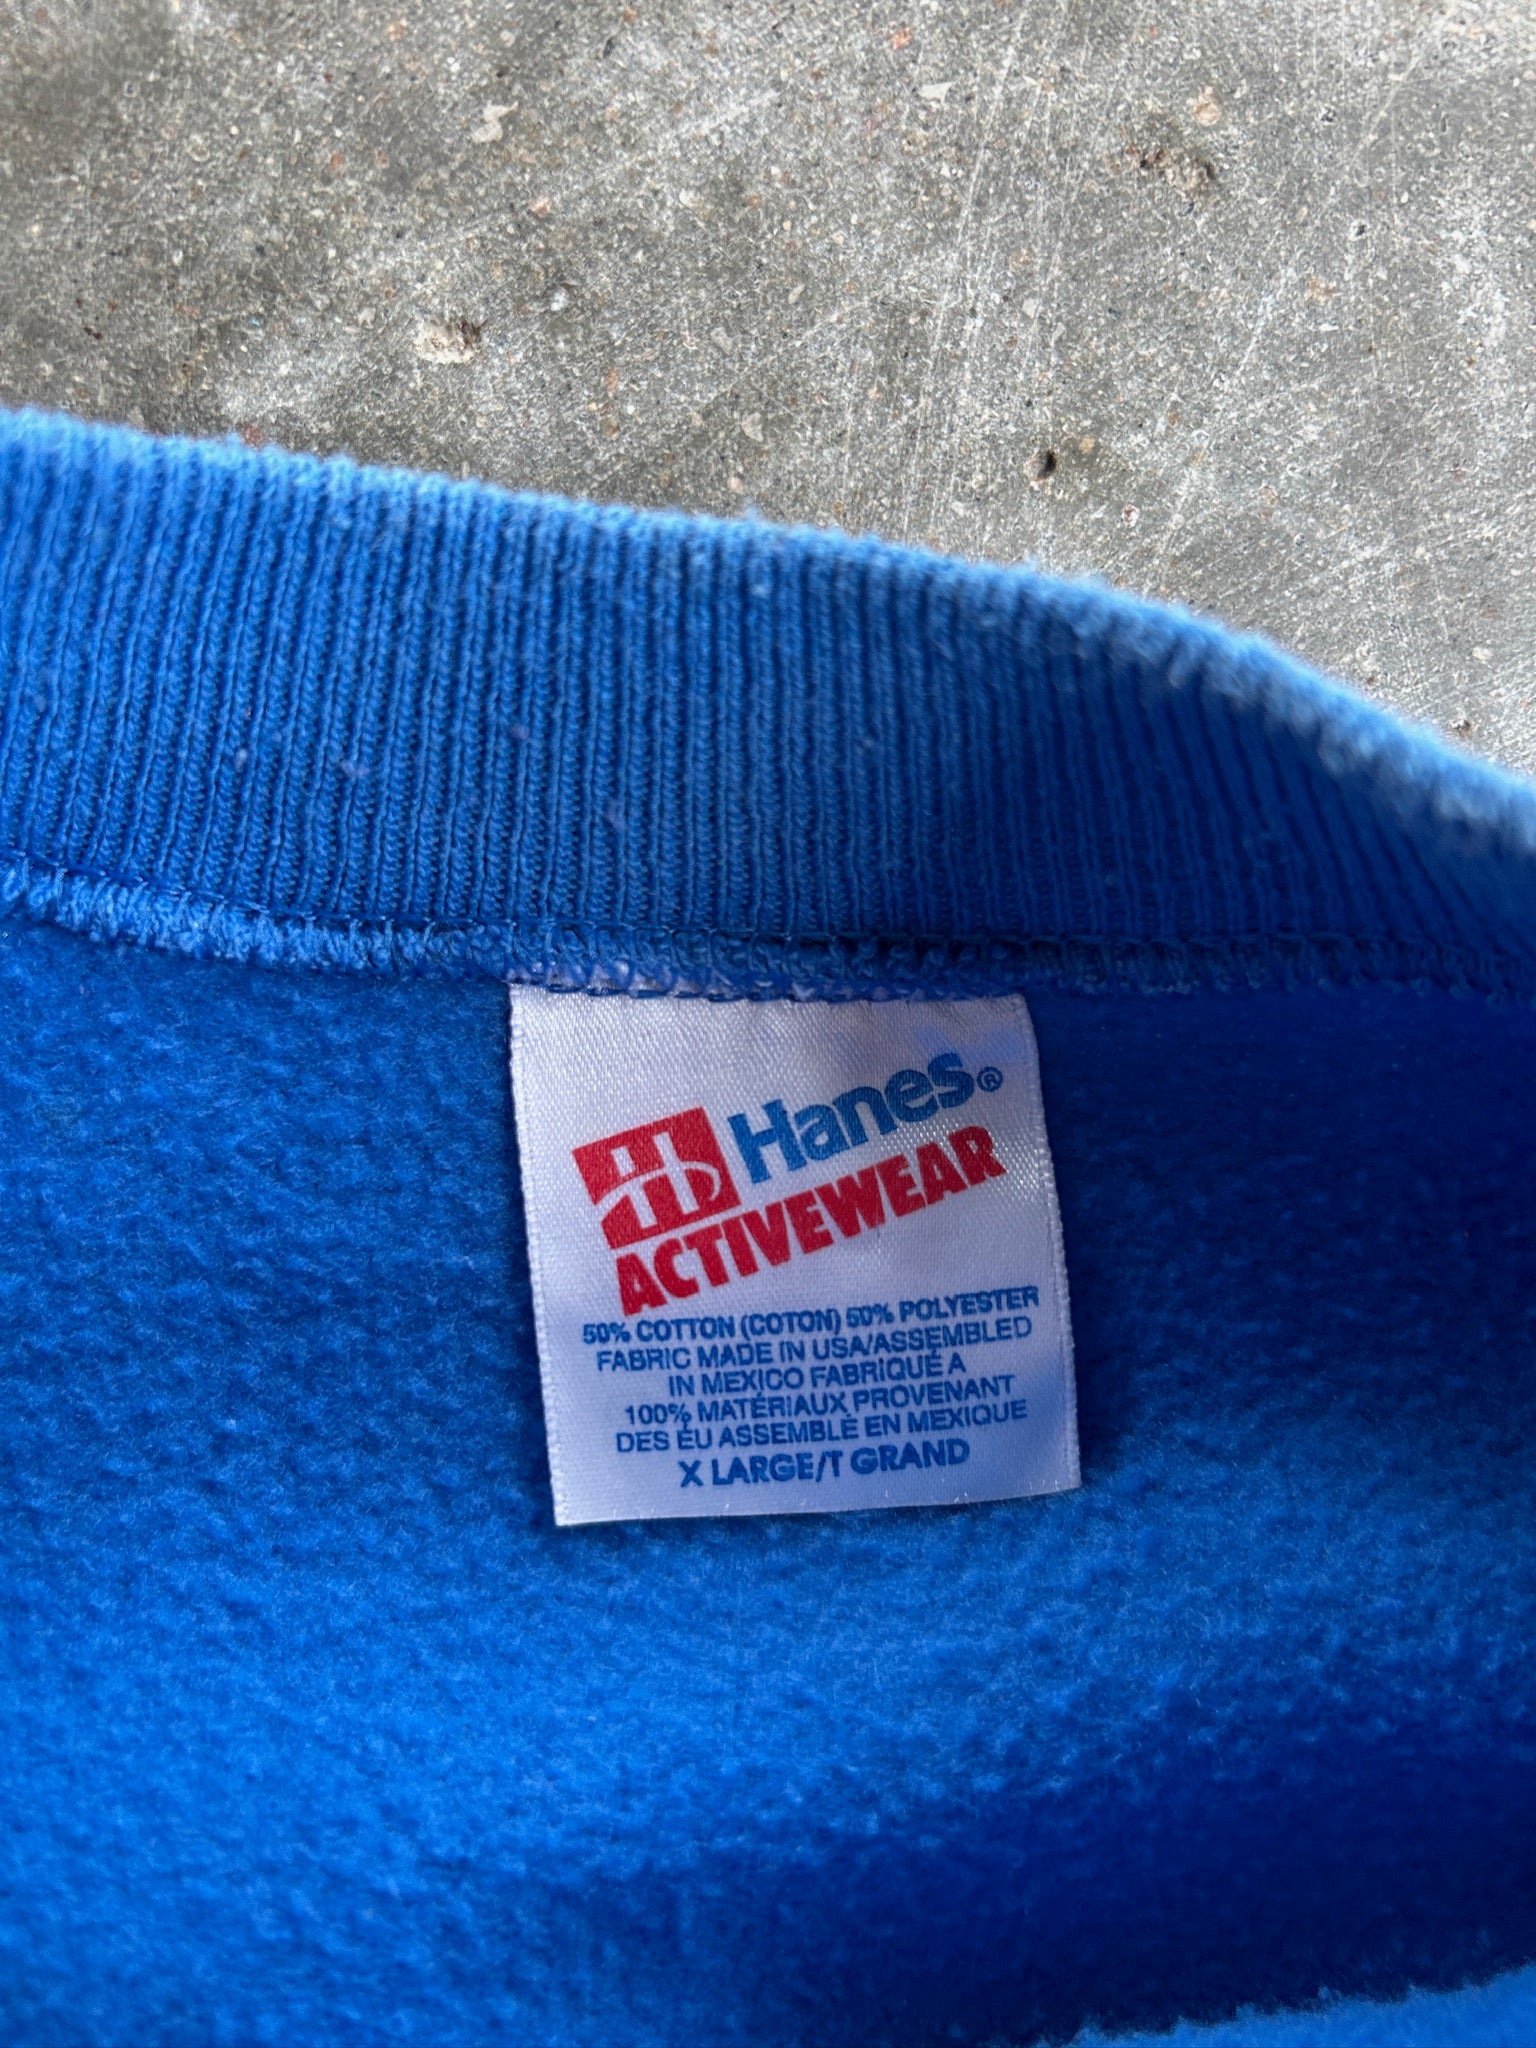 Hanes®
ACTIVEWEAR
50% COTTON (COTON) 50% POLYESTER
FABRIC MADE IN USA/ASSEMBLED
IN MEXICO FABRIQUÉ A
100% MATÉRIAUX PROVENANT
DES ÉU ASSEMBLÉ EN MEXIQUE
X LARGE/T GRAND